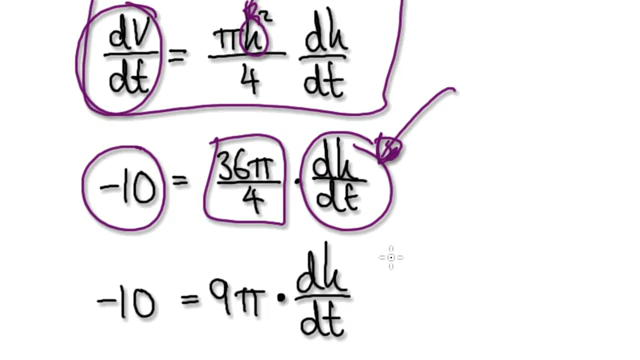 dV/dt = πh²/4 dh/dt
-10 = 36π/4 · dh/dt
-10 = 9π · dh/dt